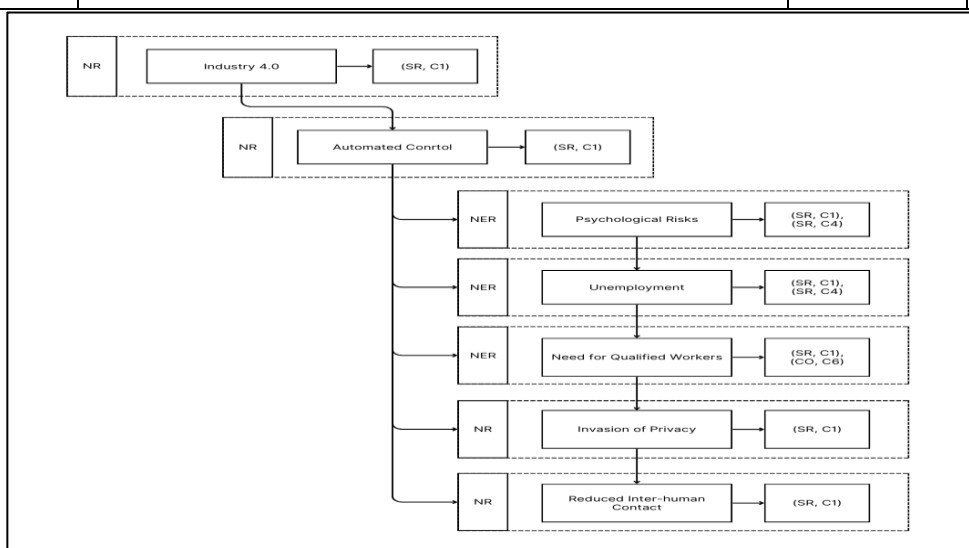 NR
Industry 4.0
(SR, C1)
NR
Automated Conrtol
(SR, C1)
NER
Psychological Risks
(SR, C1),
(SR, C4)
NER
Unemployment
(SR, C1),
(SR, C4)
NER
Need for Qualified Workers
(SR, C1),
(CO, C6)
NR
Invasion of Privacy
(SR, C1)
NR
Reduced Inter-human
Contact
(SR, C1)